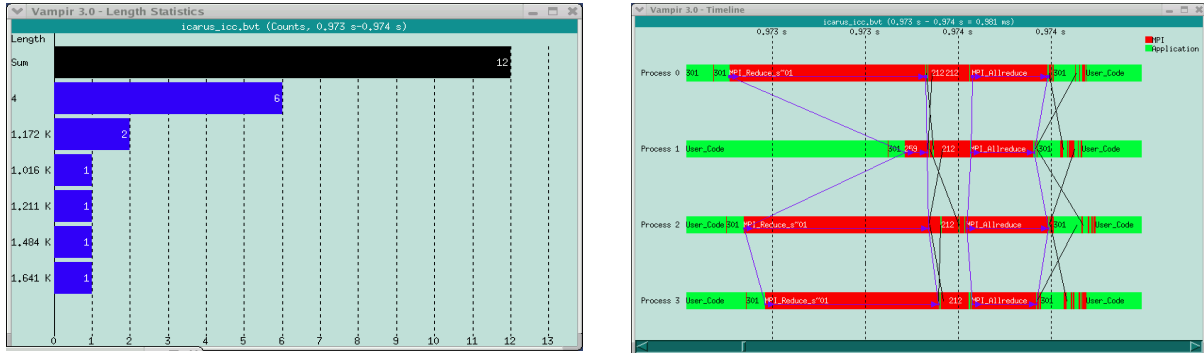 Vampir 3.0 - Length Statistics
icarus_icc.bvt (Counts, 0.973 s-0.974 s)
Length
Sum
12
4
6
1.172 K
2
1.016 K
1
1.211 K
1
1.484 K
1
1.641 K
1
0 1 2 3 4 5 6 7 8 9 10 11 12 13
Vampir 3.0 - Timeline
icarus_icc.bvt (0.973 s - 0.974 s = 0.981 ms)
0.973 s 0.973 s 0.974 s 0.974 s
MPI
Application
Process 0 301 301 MPI_Reduce_s~01 212 212 MPI_Allreduce 301 User_Code
Process 1 User_Code 301 259 212 MPI_Allreduce 301 User_Code
Process 2 User_Code 301 MPI_Reduce_s~01 212 MPI_Allreduce 301 User_Code
Process 3 User_Code 301 MPI_Reduce_s~01 212 MPI_Allreduce 301 User_Code